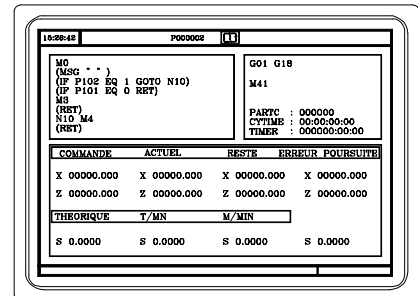 15:28:42 P000002
M0
(MSG " ")
(IF P102 EQ 1 GOTO N10)
(IF P101 EQ 0 RET)
M3
(RET)
N10 M4
(RET)
G01 G18
M41
PARTC : 000000
CYTIME : 00:00:00:00
TIMER : 000000:00:00
COMMANDE ACTUEL RESTE ERREUR POURSUITE
X 00000.000 X 00000.000 X 00000.000 X 00000.000
Z 00000.000 Z 00000.000 Z 00000.000 Z 00000.000
THEORIQUE T/MN M/MIN
S 0.0000 S 0.0000 S 0.0000 S 0.0000